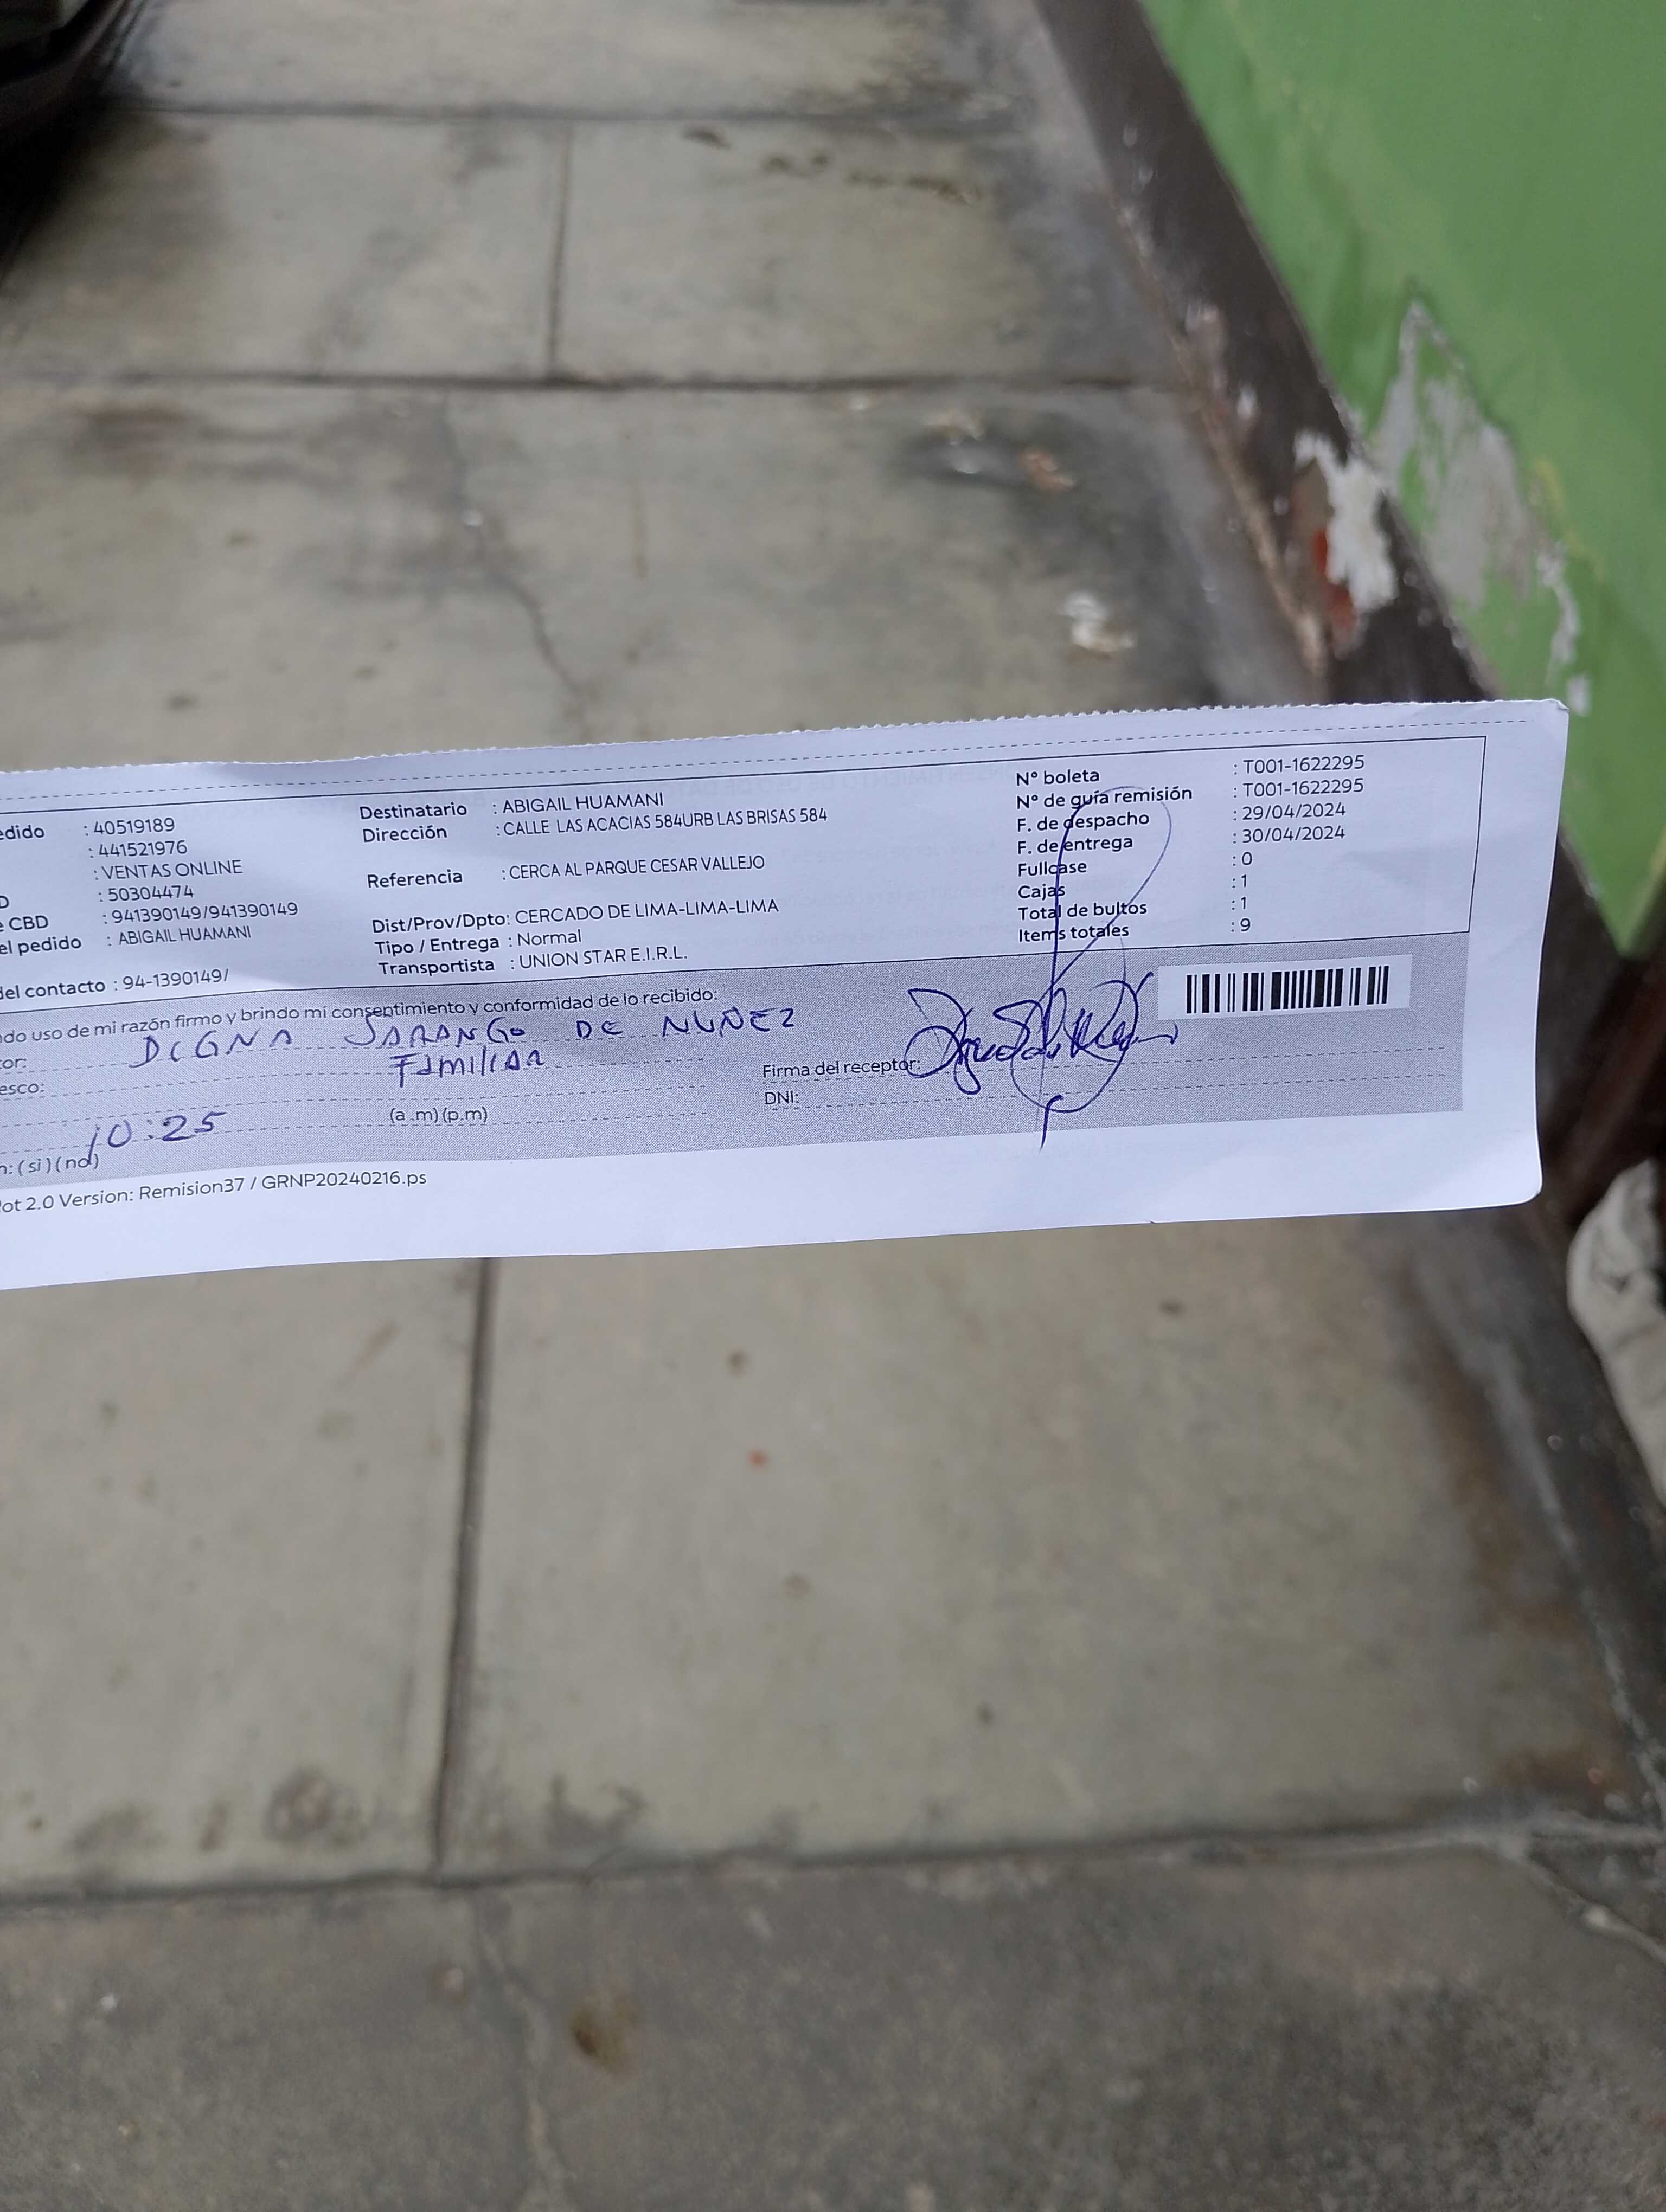 edido : 40519189
: 441521976
: VENTAS ONLINE
D : 50304474
e CBD : 941390149/941390149
el pedido : ABIGAIL HUAMANI
del contacto : 94-1390149/
Destinatario : ABIGAIL HUAMANI
Dirección : CALLE LAS ACACIAS 584URB LAS BRISAS 584
Referencia : CERCA AL PARQUE CESAR VALLEJO
Dist/Prov/Dpto: CERCADO DE LIMA-LIMA-LIMA
Tipo / Entrega : Normal
Transportista : UNION STAR E.I.R.L.
N° boleta : T001-1622295
N° de guía remisión : T001-1622295
F. de despacho : 29/04/2024
F. de entrega : 30/04/2024
Fullcase : 0
Cajas : 1
Total de bultos : 1
Items totales : 9
ndo uso de mi razón firmo y brindo mi consentimiento y conformidad de lo recibido:
tor: DIGNA SARANGO DE NUÑEZ
esco: FAMILIAR
10:25 (a .m) (p.m)
n: ( si ) ( no )
Firma del receptor:
DNI:
Pot 2.0 Version: Remision37 / GRNP20240216.ps